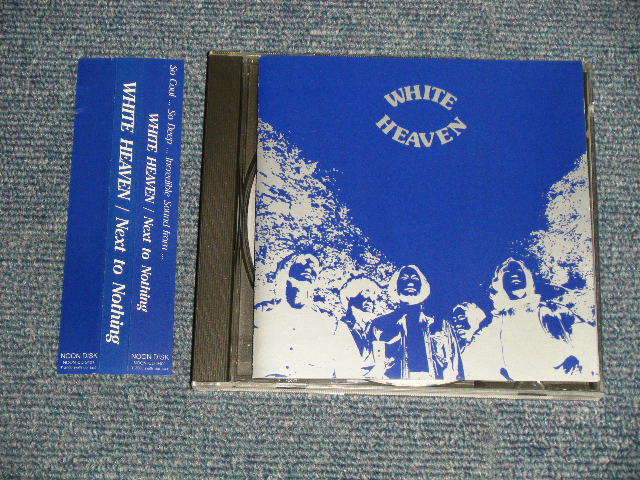 So Cool ... So Deep ... Incredible Sound from ...
WHITE HEAVEN / Next to Nothing
WHITE HEAVEN / Next to Nothing
NOON DISK
NOON DISK
WHITE
HEAVEN